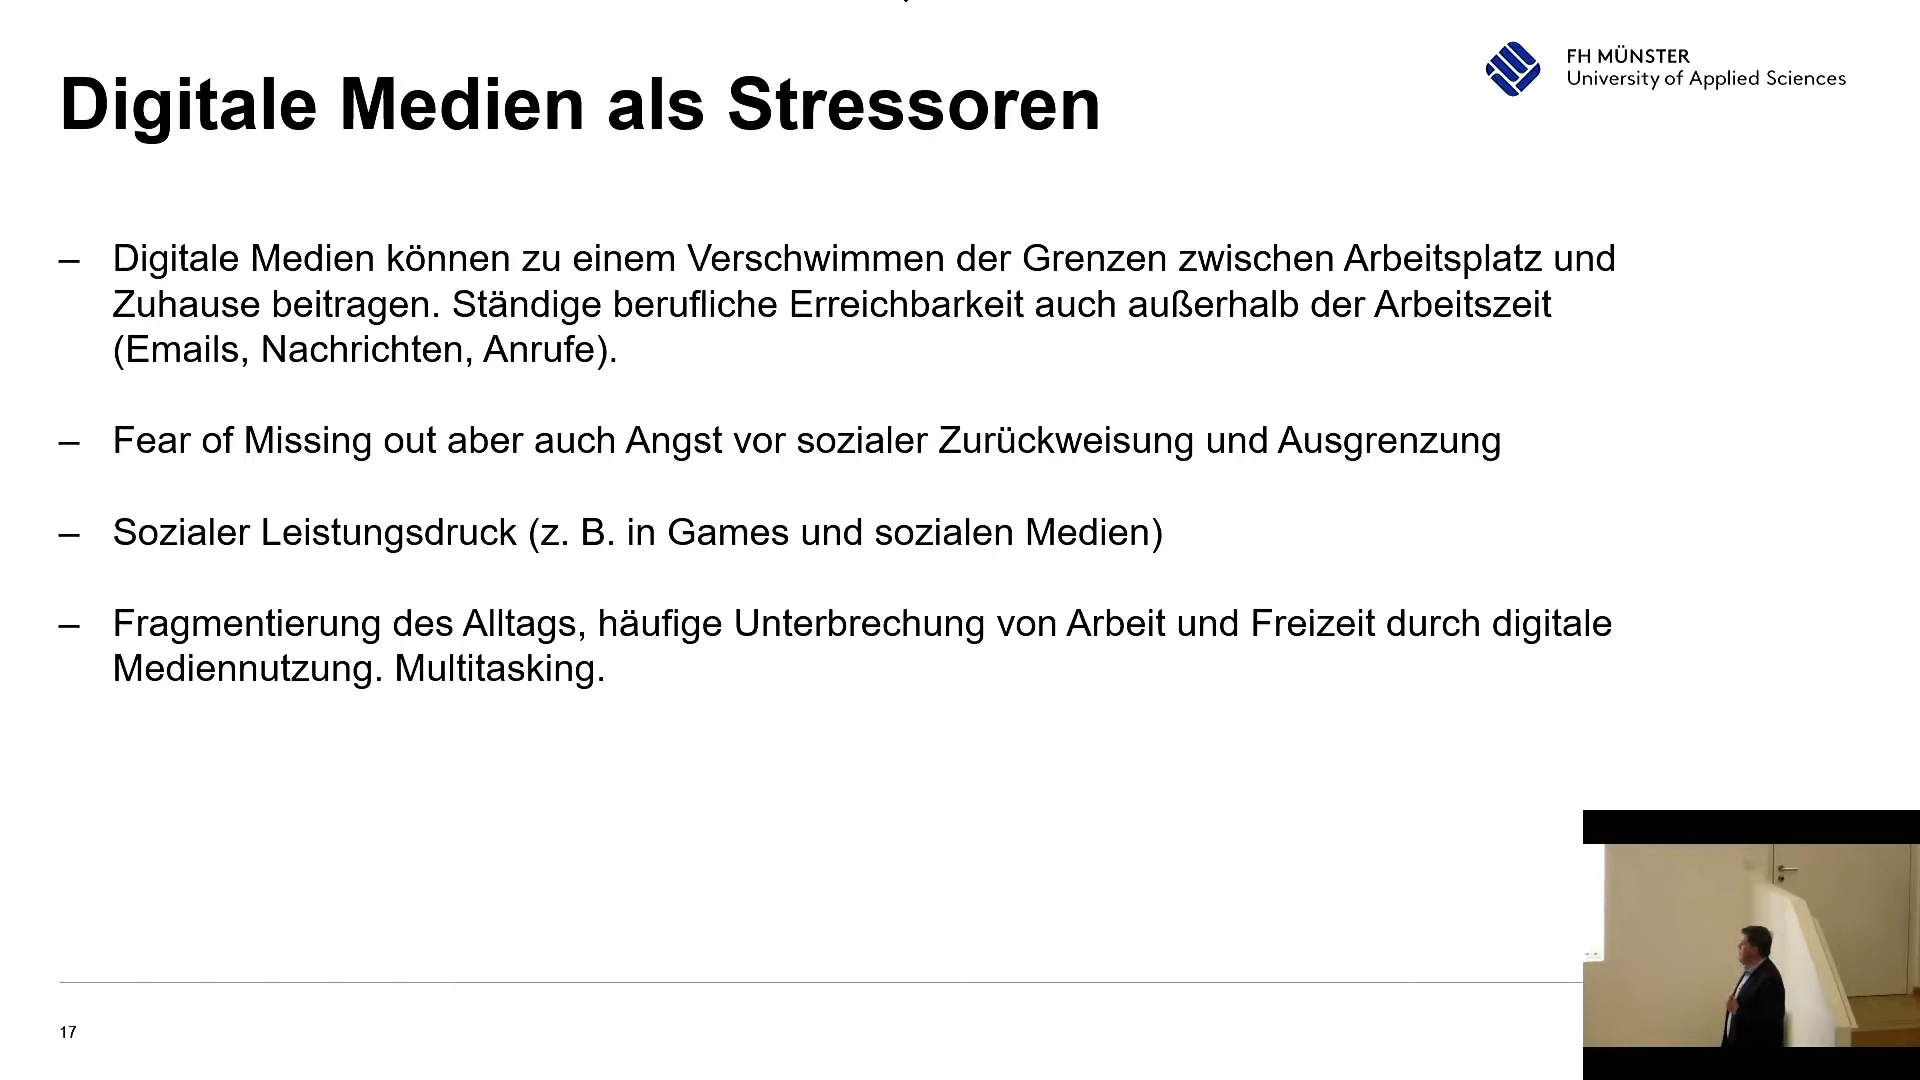 FH MÜNSTER
University of Applied Sciences
Digitale Medien als Stressoren
– Digitale Medien können zu einem Verschwimmen der Grenzen zwischen Arbeitsplatz und
Zuhause beitragen. Ständige berufliche Erreichbarkeit auch außerhalb der Arbeitszeit
(Emails, Nachrichten, Anrufe).
– Fear of Missing out aber auch Angst vor sozialer Zurückweisung und Ausgrenzung
– Sozialer Leistungsdruck (z. B. in Games und sozialen Medien)
– Fragmentierung des Alltags, häufige Unterbrechung von Arbeit und Freizeit durch digitale
Mediennutzung. Multitasking.
17